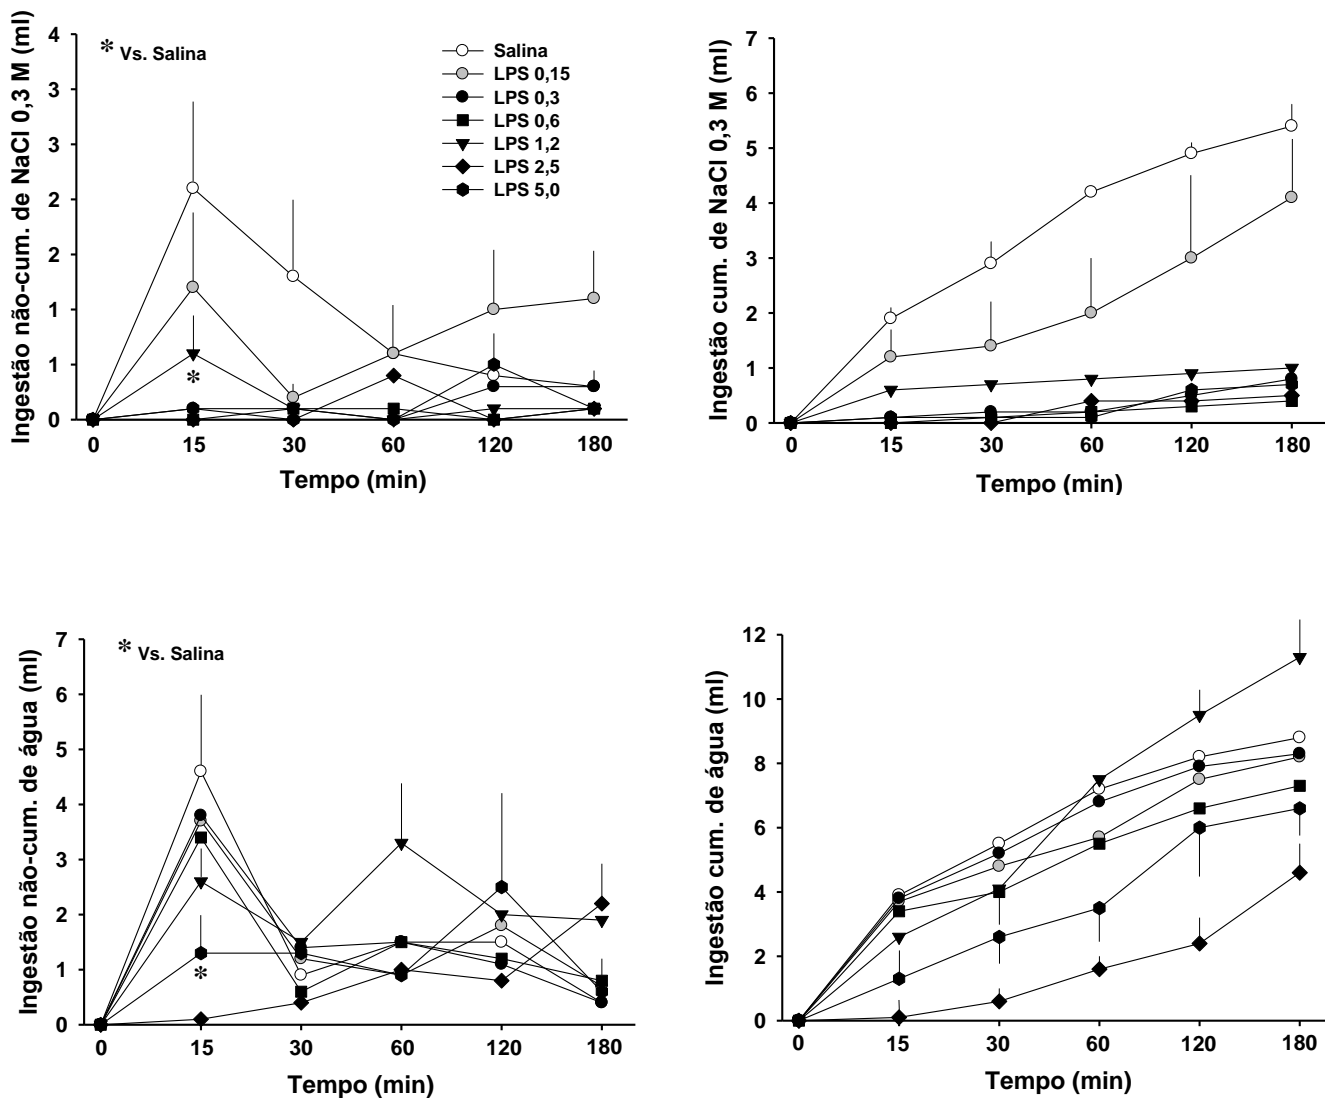 Ingestão não-cum. de NaCl 0,3 M (ml)
4
3
3
2
2
1
1
0
* Vs. Salina
Salina
LPS 0,15
LPS 0,3
LPS 0,6
LPS 1,2
LPS 2,5
LPS 5,0
*
0 15 30 60 120 180
Tempo (min)
Ingestão cum. de NaCl 0,3 M (ml)
7
6
5
4
3
2
1
0
0 15 30 60 120 180
Tempo (min)
Ingestão não-cum. de água (ml)
7
6
5
4
3
2
1
0
* Vs. Salina
*
0 15 30 60 120 180
Tempo (min)
Ingestão cum. de água (ml)
12
10
8
6
4
2
0
0 15 30 60 120 180
Tempo (min)